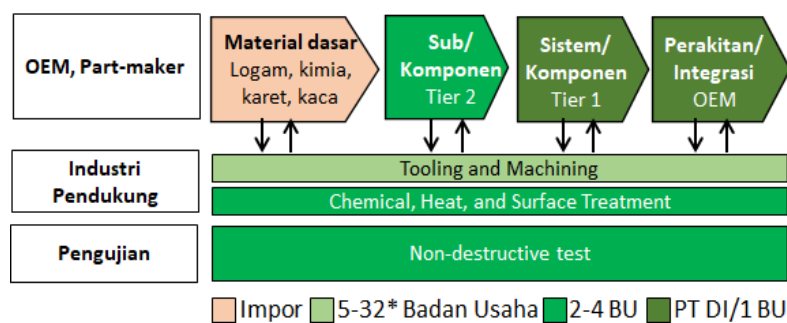 OEM, Part-maker
Material dasar
Logam, kimia,
karet, kaca
Sub/
Komponen
Tier 2
Sistem/
Komponen
Tier 1
Perakitan/
Integrasi
OEM
Industri
Pendukung
Tooling and Machining
Chemical, Heat, and Surface Treatment
Pengujian
Non-destructive test
Impor 5-32* Badan Usaha 2-4 BU PT DI/1 BU